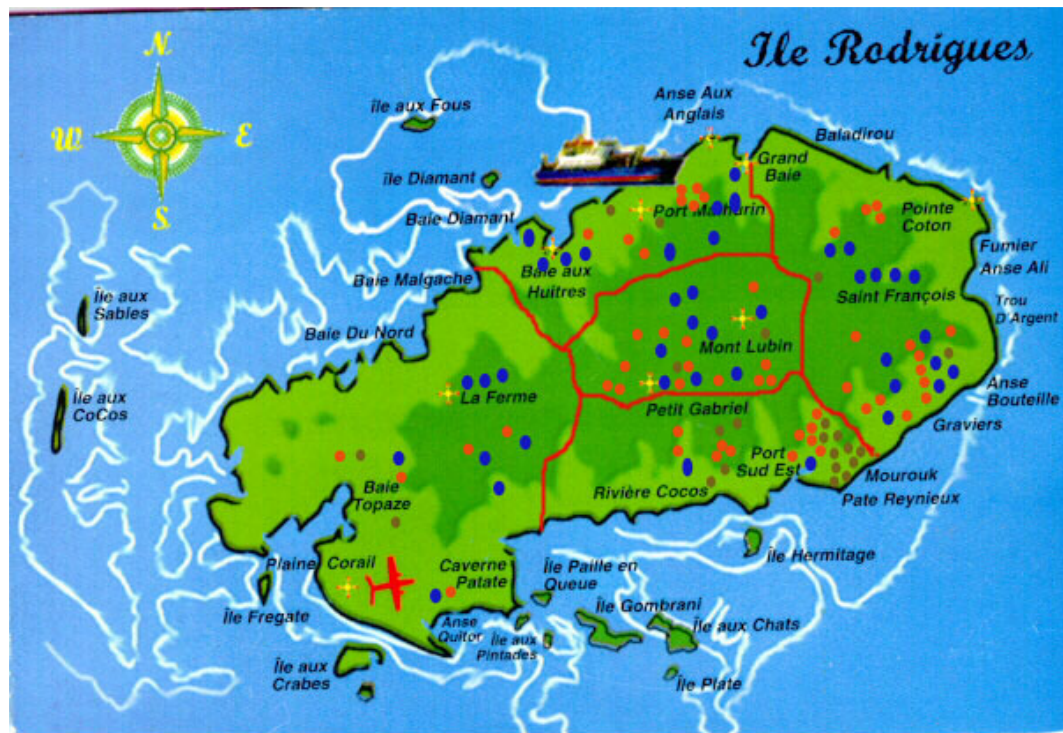 Ile Rodrigues
N
W
E
S
île aux Fous
Anse Aux
Anglais
Baladirou
Grand
Baie
île Diamant
Baie Diamant
Port Mathurin
Pointe
Coton
Fumier
Anse Ali
Baie Malgache
Baie aux
Huîtres
Saint François
Île aux
Sables
Trou
D'Argent
Baie Du Nord
Mont Lubin
Île aux
CoCos
La Ferme
Petit Gabriel
Anse
Bouteille
Graviers
Port
Sud Est
Mourouk
Pate Reynieux
Baie
Topaze
Rivière Cocos
Plaine Corail
Caverne
Patate
Île Paille en
Queue
Île Hermitage
Île Fregate
Anse
Quitor
Île aux
Pintades
Île Gombrani
Île aux Chats
Île aux
Crabes
Île Plate